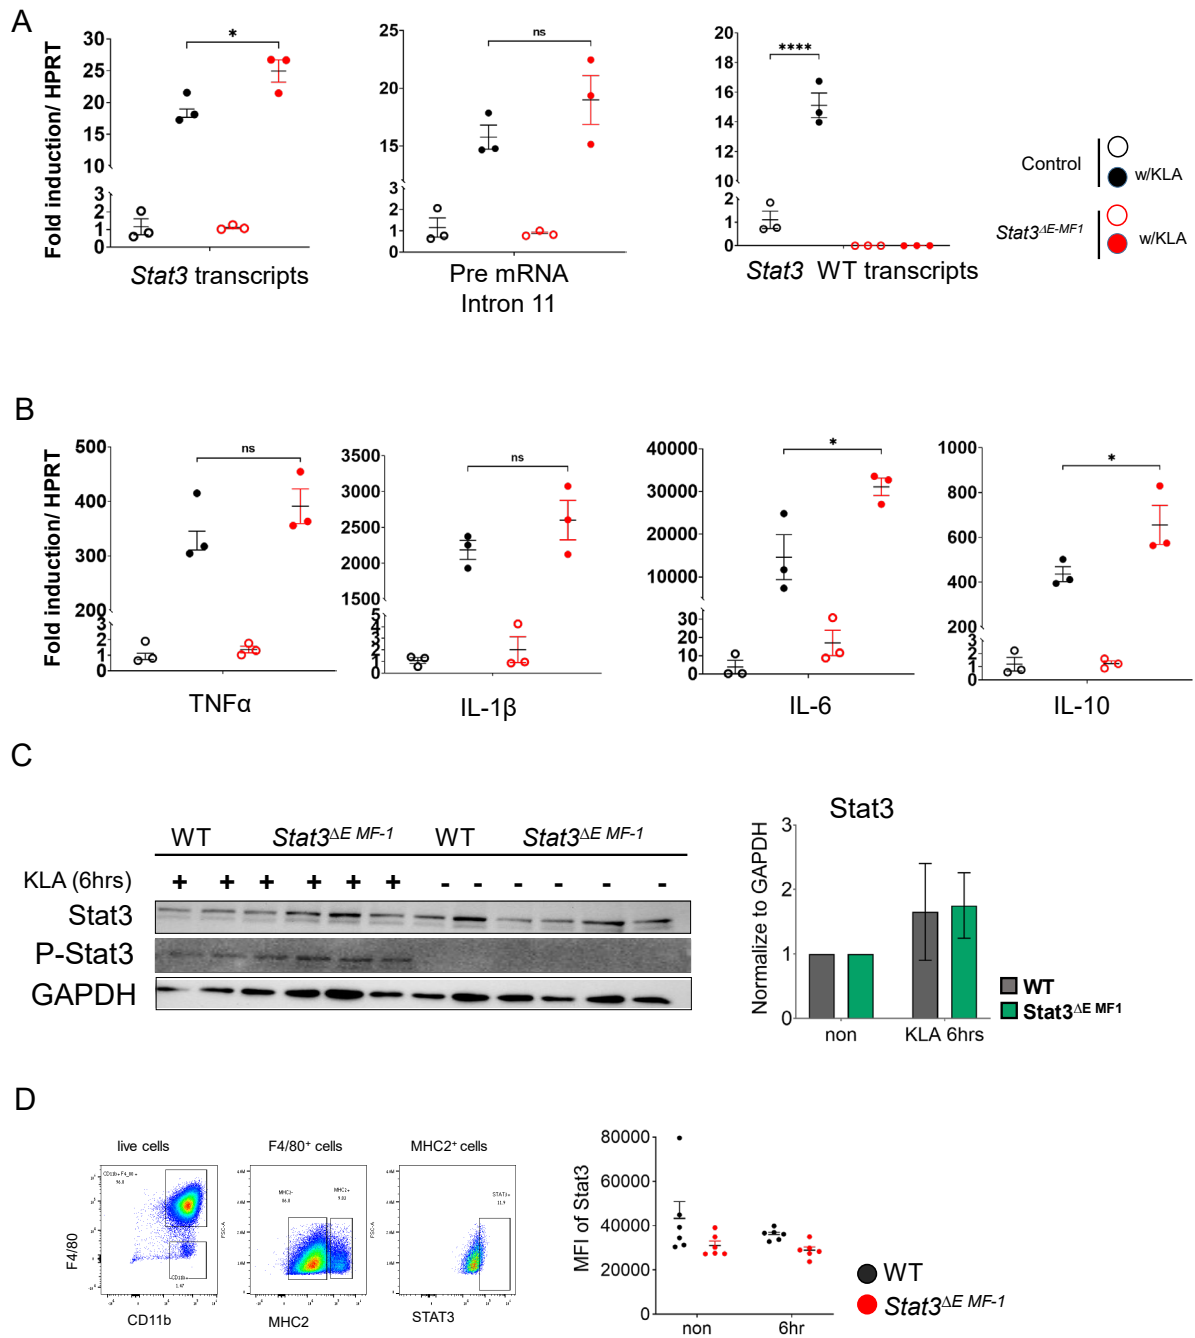 A
Fold induction/ HPRT
30
25
20
15
10
3
2
1
0
*
Stat3 transcripts
25
20
15
3
2
1
0
ns
Pre mRNA
Intron 11
20
18
16
14
12
10
2
1
0
****
Stat3 WT transcripts
Control
w/KLA
Stat3ΔE-MF1
w/KLA
B
Fold induction/ HPRT
500
400
300
200
3
2
1
0
ns
TNFα
3500
3000
2500
2000
1500
5
4
3
2
1
0
ns
IL-1β
40000
30000
20000
10000
30
20
10
0
*
IL-6
1000
800
600
400
200
3
2
1
0
*
IL-10
C
WT Stat3ΔE MF-1 WT Stat3ΔE MF-1
KLA (6hrs) + + + + + + - - - - - -
Stat3
P-Stat3
GAPDH
Stat3
Normalize to GAPDH
3
2
1
0
non KLA 6hrs
WT
Stat3ΔE MF1
D
live cells
F4/80
CD11b
F4/80+ cells
FSC-A
MHC2
MHC2+ cells
FSC-A
STAT3
MFI of Stat3
80000
60000
40000
20000
0
non 6hr
WT
Stat3ΔE MF-1